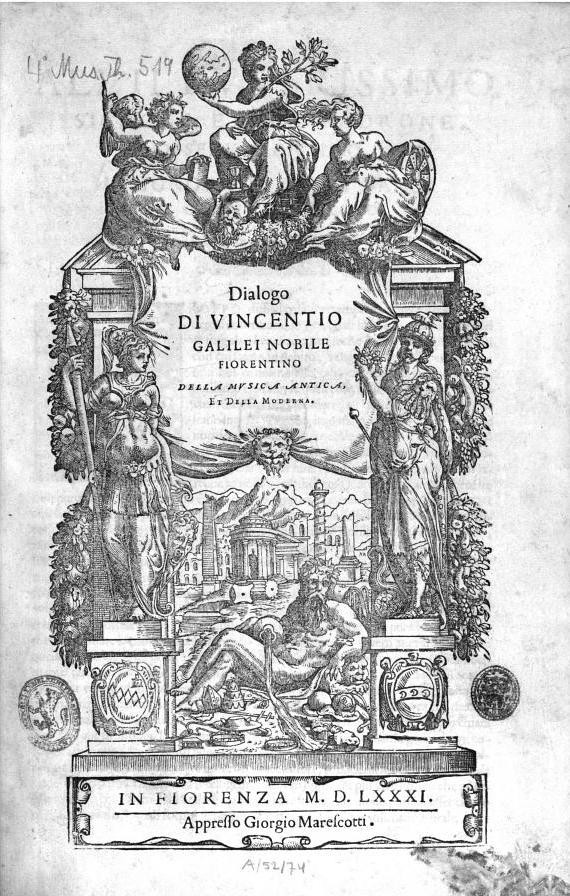 4° Mus. Th. 519
Dialogo
DI VINCENTIO
GALILEI NOBILE
FIORENTINO
DELLA MVSICA ANTICA,
ET DELLA MODERNA.
IN FIORENZA M. D. LXXXI.
Appreſſo Giorgio Mareſcotti.
A/52/74